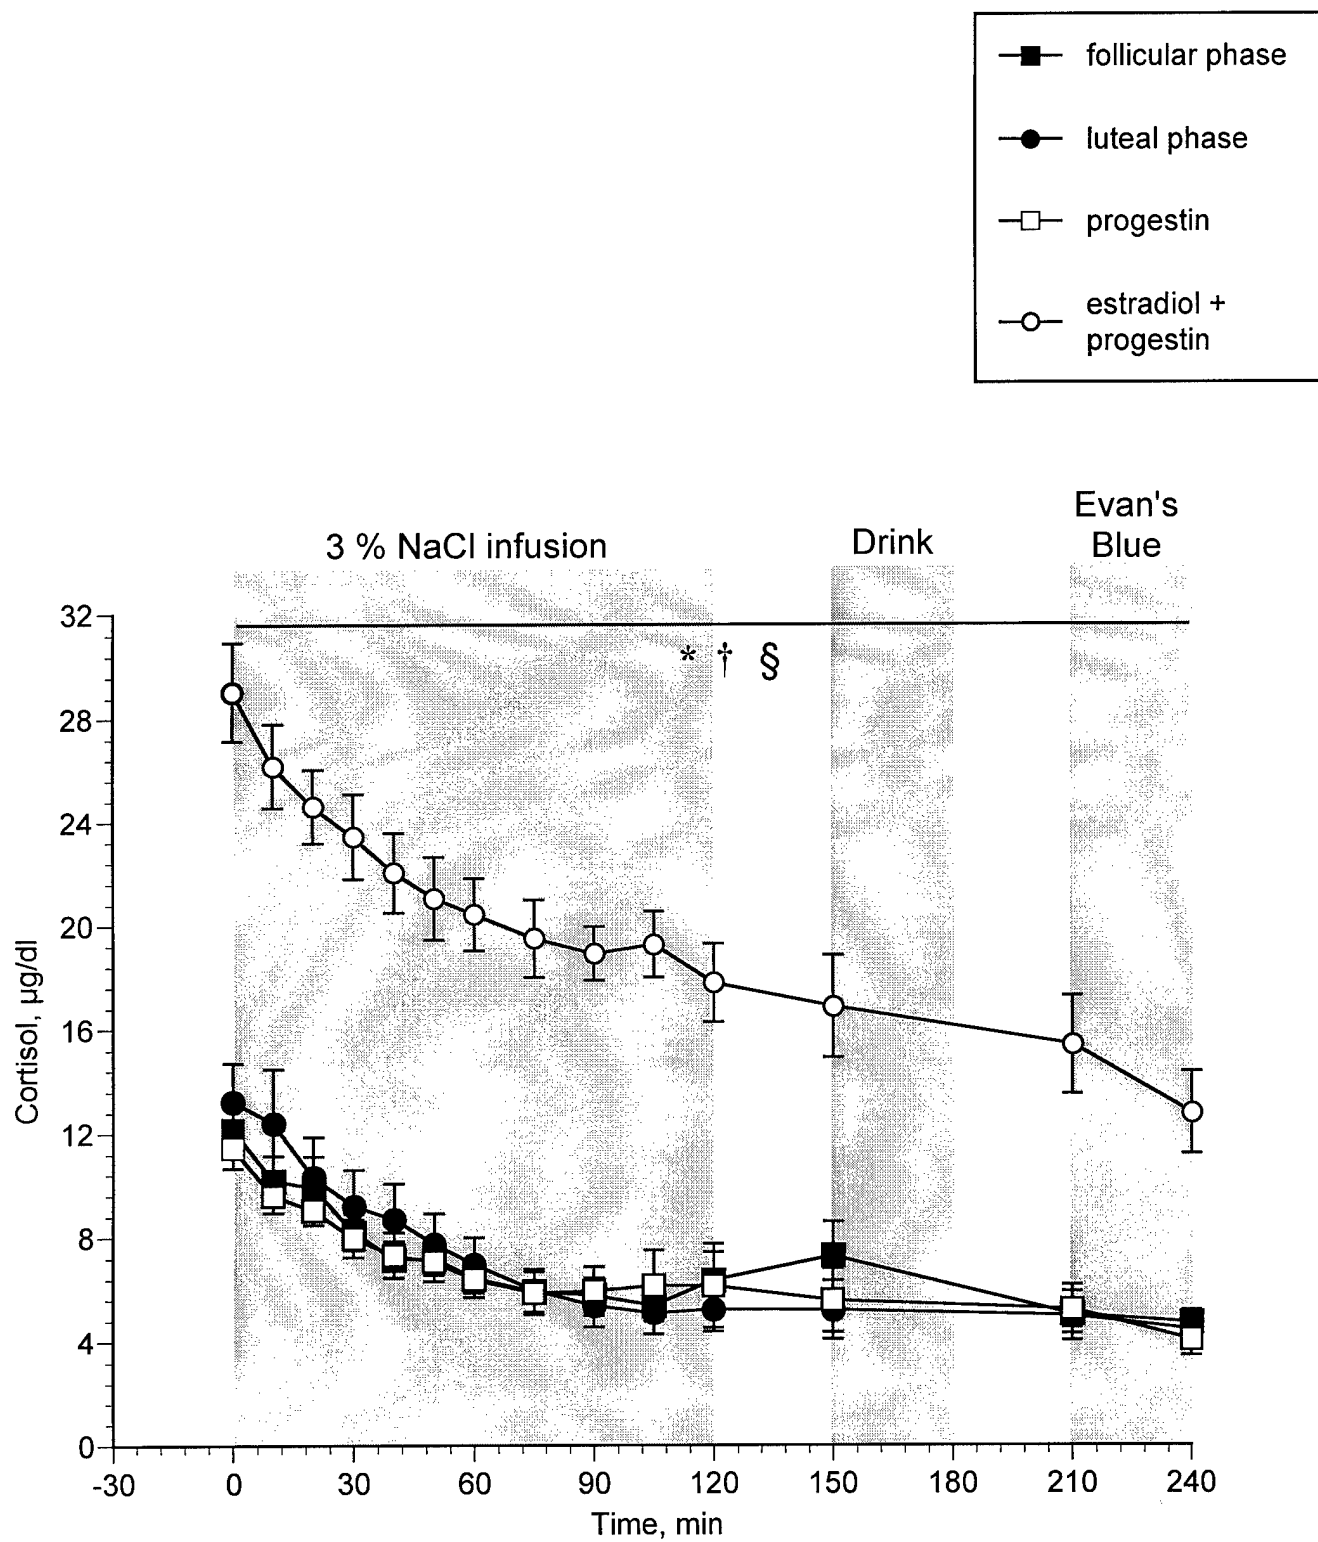 follicular phase
luteal phase
progestin
estradiol +
progestin
Evan's
Blue
3 % NaCl infusion
Drink
* † §
32
28
24
20
16
12
8
4
0
Cortisol, µg/dl
-30 0 30 60 90 120 150 180 210 240
Time, min